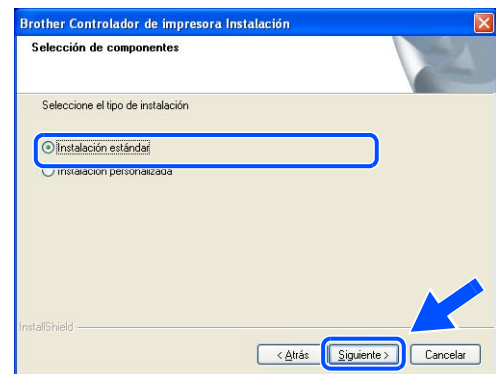 Brother Controlador de impresora Instalación
Selección de componentes
Seleccione el tipo de instalación
Instalación estándar
Instalación personalizada
InstallShield
< Atrás Siguiente > Cancelar